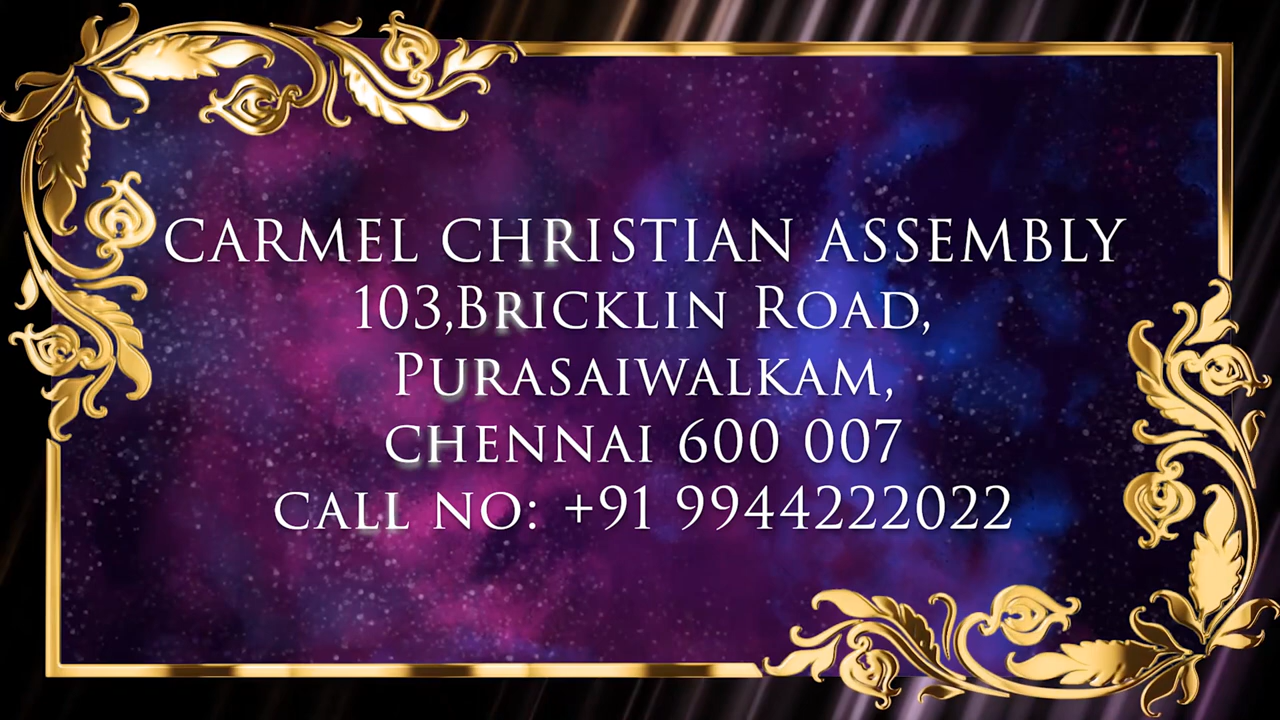 CARMEL CHRISTIAN ASSEMBLY
103,Bricklin Road,
Purasaiwalkam,
chennai 600 007
call no: +91 9944222022